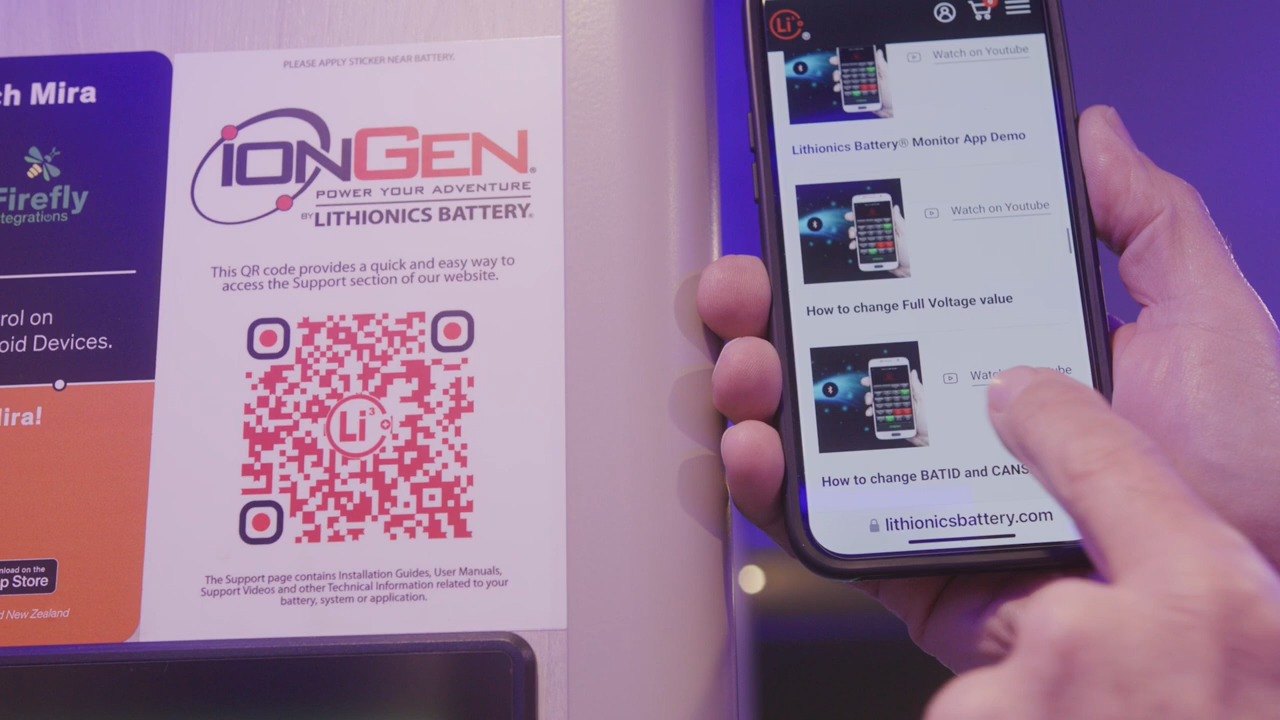 ch Mira
Firefly
tegrations
rol on
oid Devices.
ira!
nload on the
p Store
d New Zealand
PLEASE APPLY STICKER NEAR BATTERY.
IONGEN®
POWER YOUR ADVENTURE
BY LITHIONICS BATTERY®
This QR code provides a quick and easy way to
access the Support section of our website.
Li3+
The Support page contains Installation Guides, User Manuals,
Support Videos and other Technical Information related to your
battery, system or application.
Li
Watch on Youtube
Lithionics Battery® Monitor App Demo
Watch on Youtube
How to change Full Voltage value
Watch be
How to change BATID and CANS
lithionicsbattery.com